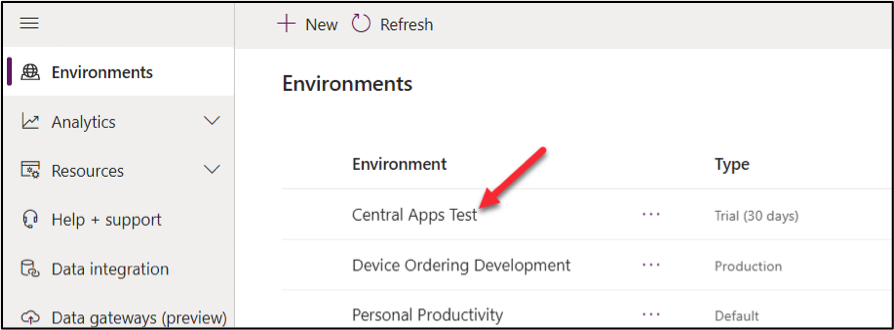 New Refresh
Environments
Analytics
Resources
Help + support
Data integration
Data gateways (preview)
Environments
Environment Type
Central Apps Test ··· Trial (30 days)
Device Ordering Development ··· Production
Personal Productivity ··· Default